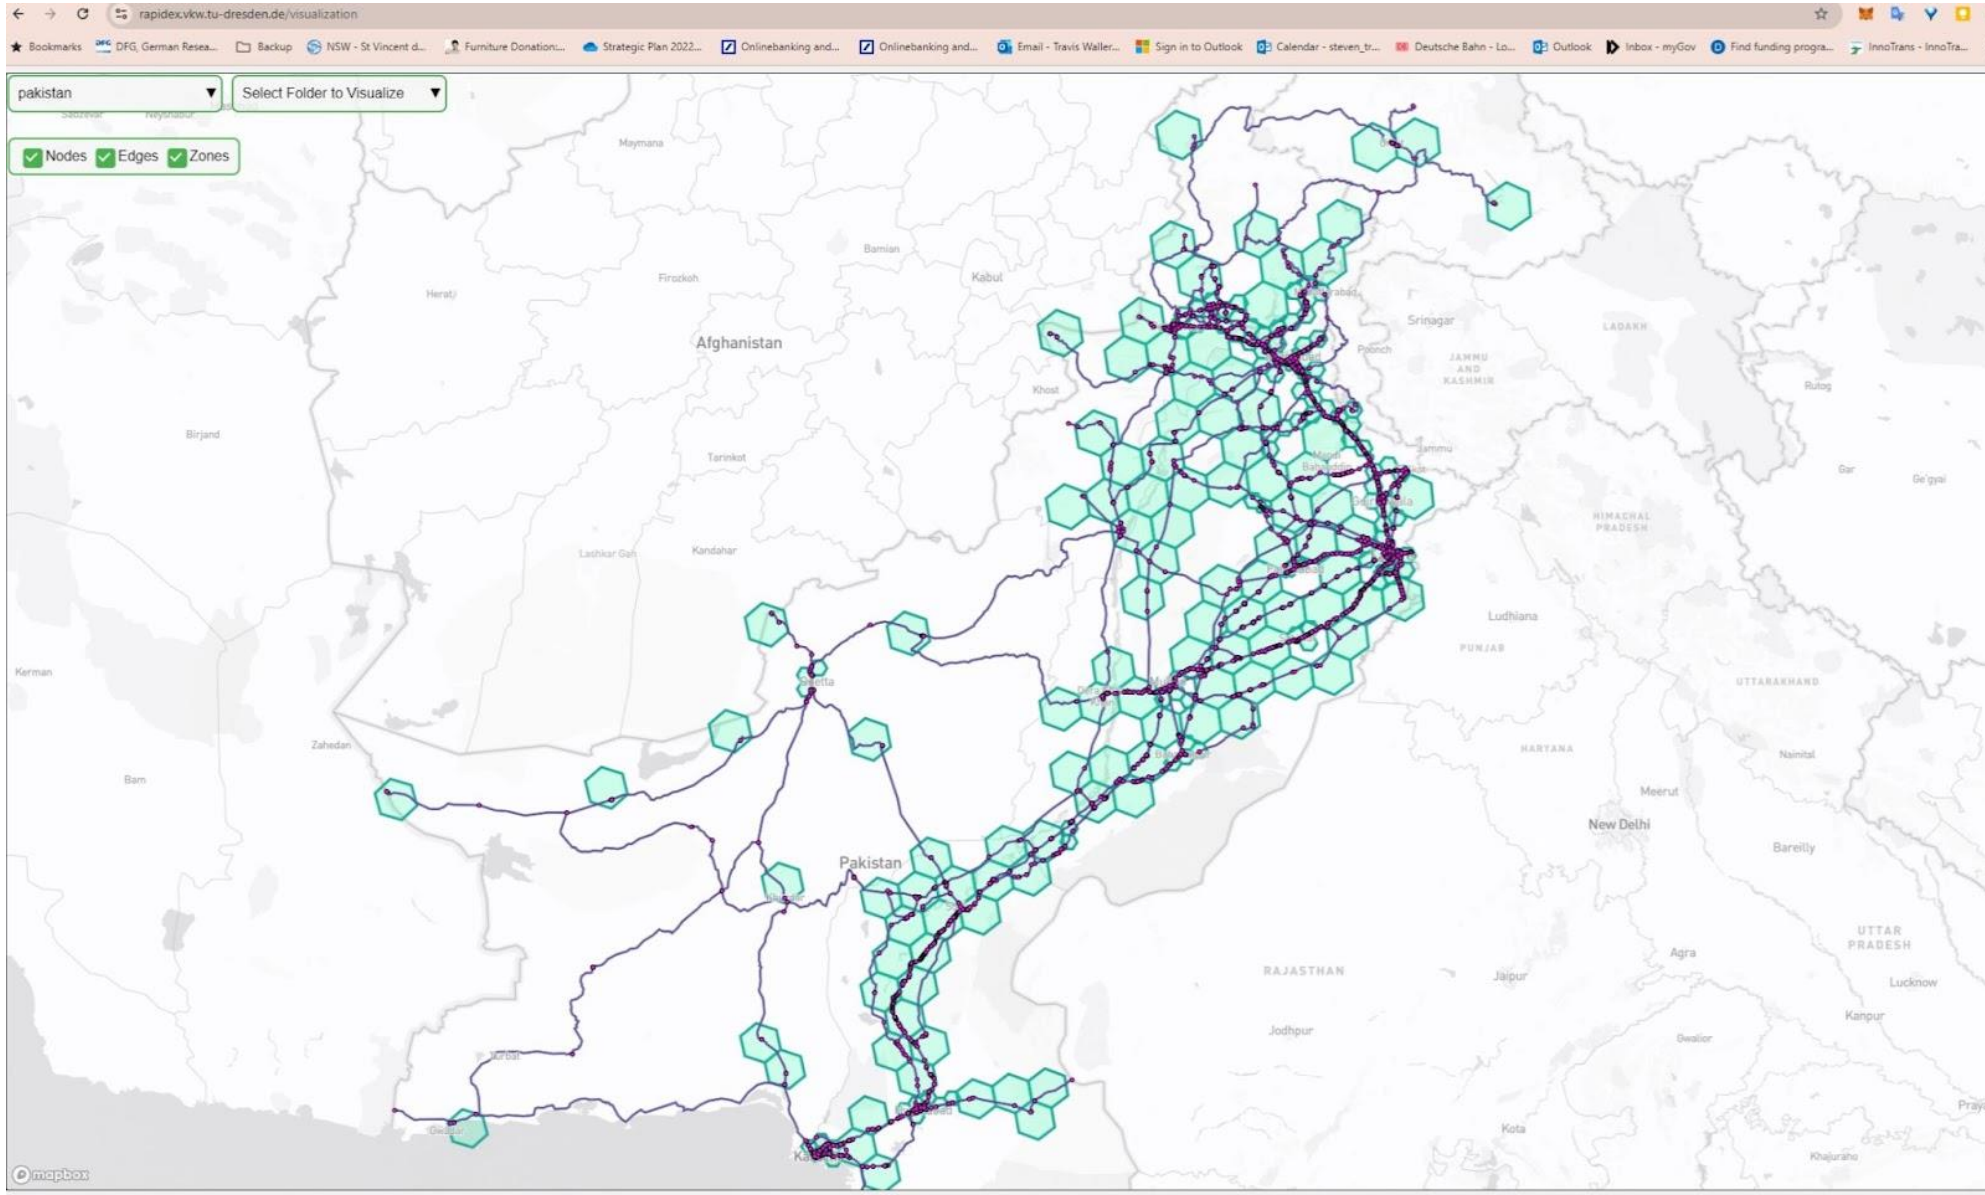 rapidex.vkw.tu-dresden.de/visualization
Bookmarks DFG, German Resea... Backup NSW - St Vincent d... Furniture Donation:... Strategic Plan 2022... Onlinebanking and... Onlinebanking and... Email - Travis Waller... Sign in to Outlook Calendar - steven_tr... Deutsche Bahn - Lo... Outlook Inbox - myGov Find funding progra... InnoTrans - InnoTra...
pakistan Select Folder to Visualize
Sabzevar Neyshabur
Nodes Edges Zones
Maymana
Bamian
Firozkoh Kabul
Herat
Srinagar
LADAKH
Afghanistan
Poonch
JAMMU
AND
KASHMIR
Khost
Rutog
Birjand
Tarinkot
Mandi
Jammu
Gar
Ge'gyai
HIMACHAL
PRADESH
Lashkar Gah Kandahar
Ludhiana
PUNJAB
Kerman
Quetta
UTTARAKHAND
Zahedan
HARYANA
Nainital
Bam
Meerut
New Delhi
Bareilly
Pakistan
UTTAR
PRADESH
Agra
RAJASTHAN
Jaipur
Lucknow
Jodhpur
Kanpur
Gwalior
Turbat
Gwadar
Kota
Khajuraho
mapbox